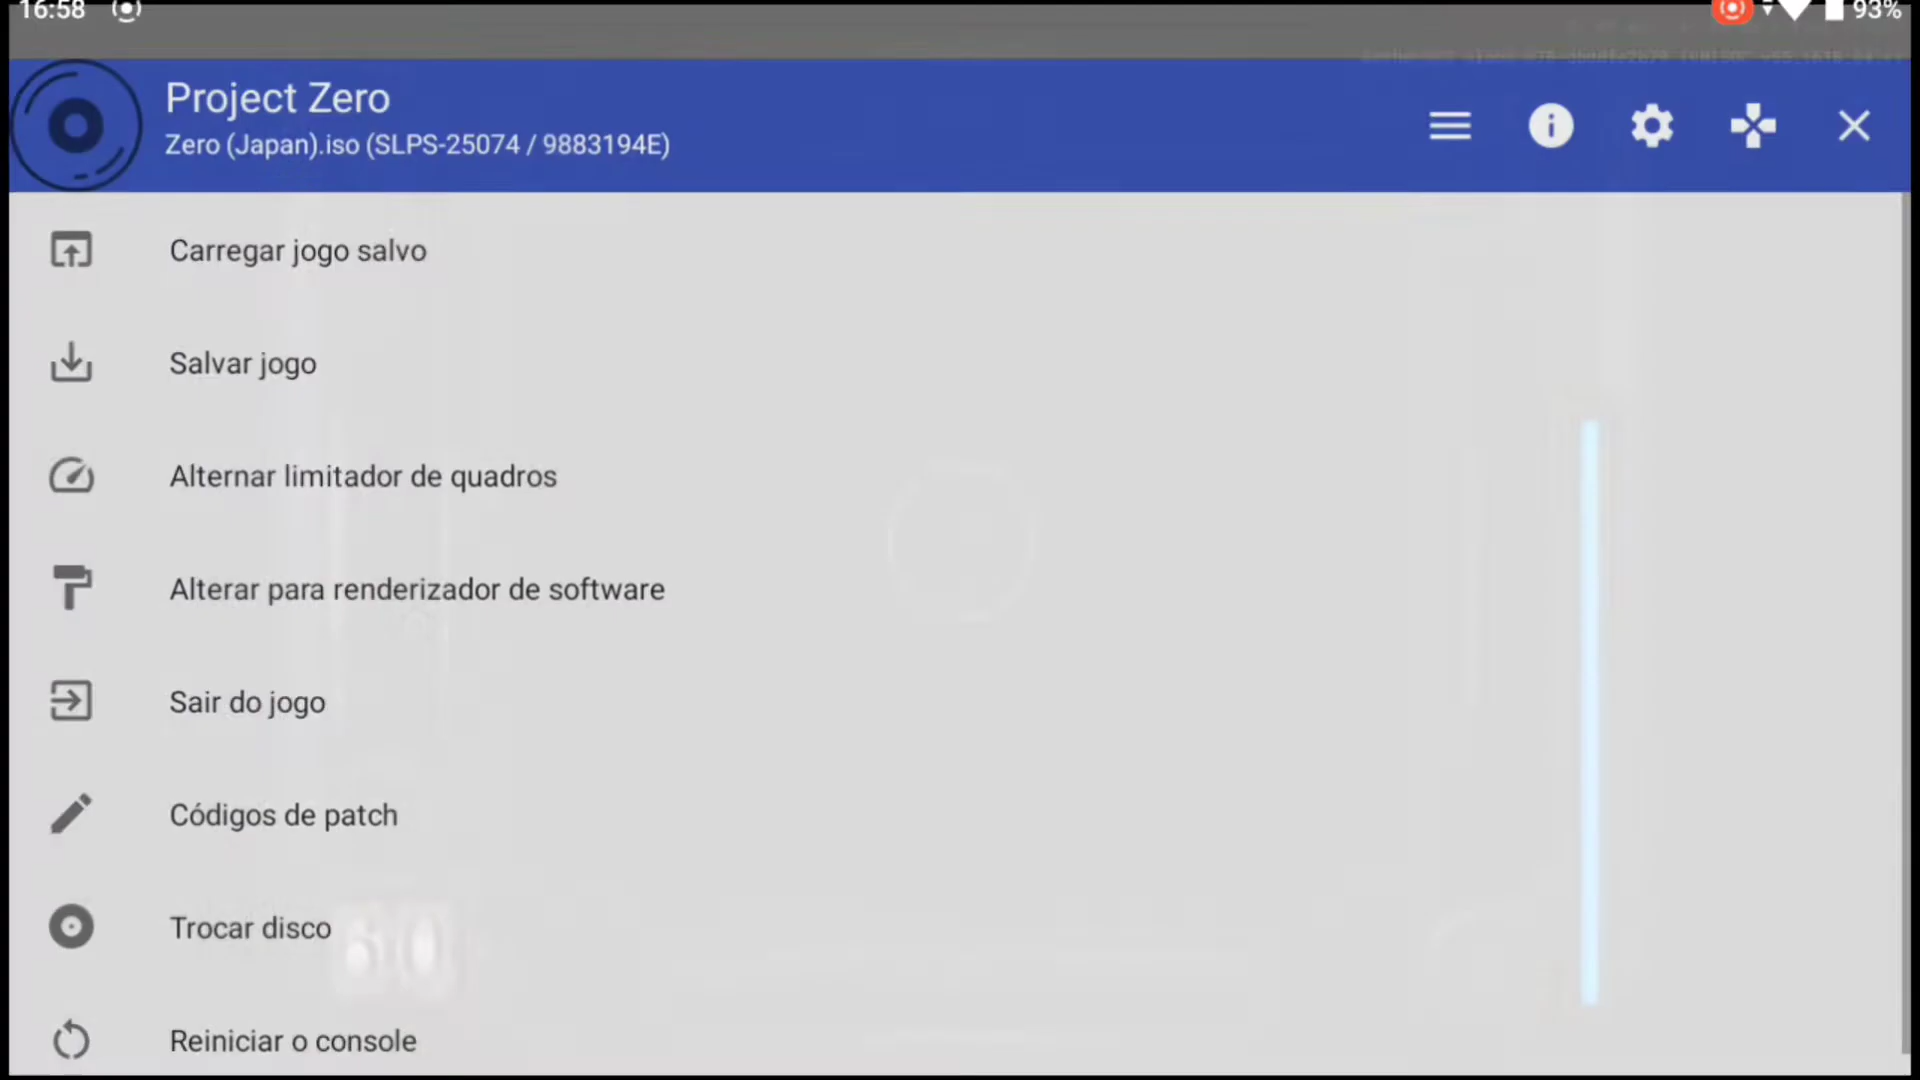 16:58
93%
Project Zero
Zero (Japan).iso (SLPS-25074 / 9883194E)
Carregar jogo salvo
Salvar jogo
Alternar limitador de quadros
Alterar para renderizador de software
Sair do jogo
Códigos de patch
Trocar disco
60
Reiniciar o console